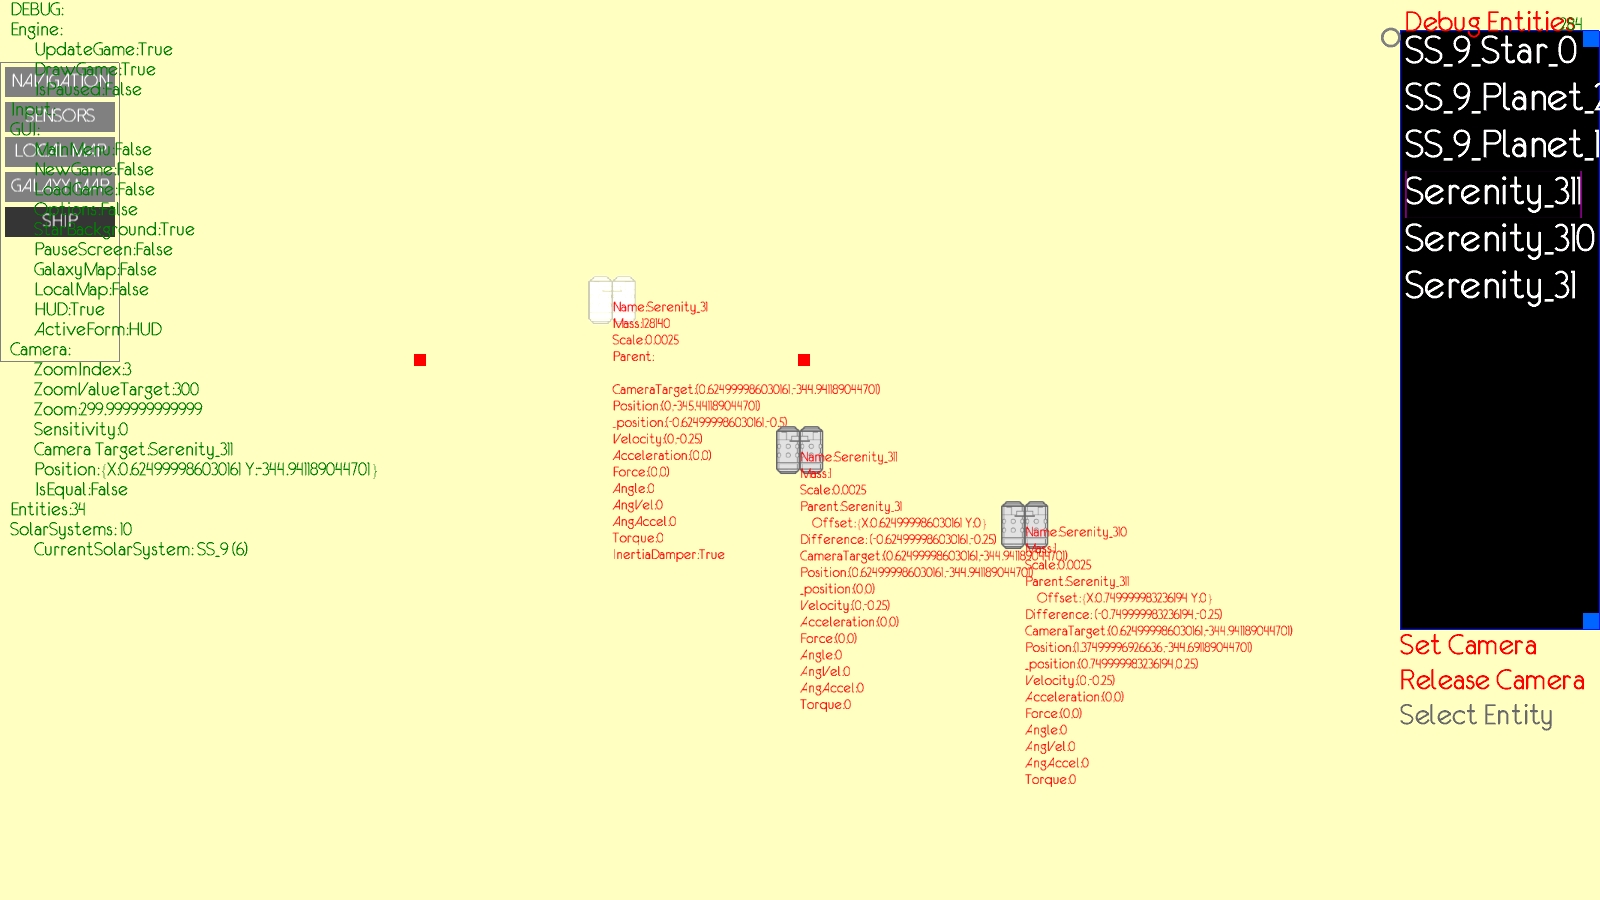 DEBUG:
Engine:
UpdateGame:True
DrawGame:True
IsPaused:False
Input:
GUI:
MainMenu:False
NewGame:False
LoadGame:False
Options:False
StarBackground:True
PauseScreen:False
GalaxyMap:False
LocalMap:False
HUD:True
ActiveForm:HUD
Camera:
ZoomIndex:3
ZoomValueTarget:300
Zoom:299.999999999999
Sensitivity:0
Camera Target:Serenity_311
Position:{X:0.624999986030161 Y:-344.941189044701}
IsEqual:False
Entities:34
SolarSystems: 10
CurrentSolarSystem: SS_9 (6)
NAVIGATION
SENSORS
LOCAL MAP
GALAXY MAP
SHIP
Name:Serenity_31
Mass:128140
Scale:0.0025
Parent:
CameraTarget:(0.624999986030161,-344.941189044701)
Position:(0,-345.441189044701)
_position:(-0.624999986030161,-0.5)
Velocity:(0,-0.25)
Acceleration:(0,0)
Force:(0,0)
Angle:0
AngVel:0
AngAccel:0
Torque:0
InertiaDamper:True
Name:Serenity_311
Mass:1
Scale:0.0025
Parent:Serenity_31
Offset: {X:0.624999986030161 Y:0}
Difference: (-0.624999986030161,-0.25)
CameraTarget:(0.624999986030161,-344.941189044701)
Position:(0.624999986030161,-344.941189044701)
_position:(0,0)
Velocity:(0,-0.25)
Acceleration:(0,0)
Force:(0,0)
Angle:0
AngVel:0
AngAccel:0
Torque:0
Name:Serenity_310
Mass:1
Scale:0.0025
Parent:Serenity_311
Offset: {X:0.749999983236194 Y:0}
Difference: (-0.749999983236194,-0.25)
CameraTarget:(0.624999986030161,-344.941189044701)
Position:(1.37499996926636,-344.691189044701)
_position:(0.749999983236194,0.25)
Velocity:(0,-0.25)
Acceleration:(0,0)
Force:(0,0)
Angle:0
AngVel:0
AngAccel:0
Torque:0
Debug Entities
SS_9_Star_0
SS_9_Planet_2
SS_9_Planet_1
Serenity_311
Serenity_310
Serenity_31
Set Camera
Release Camera
Select Entity